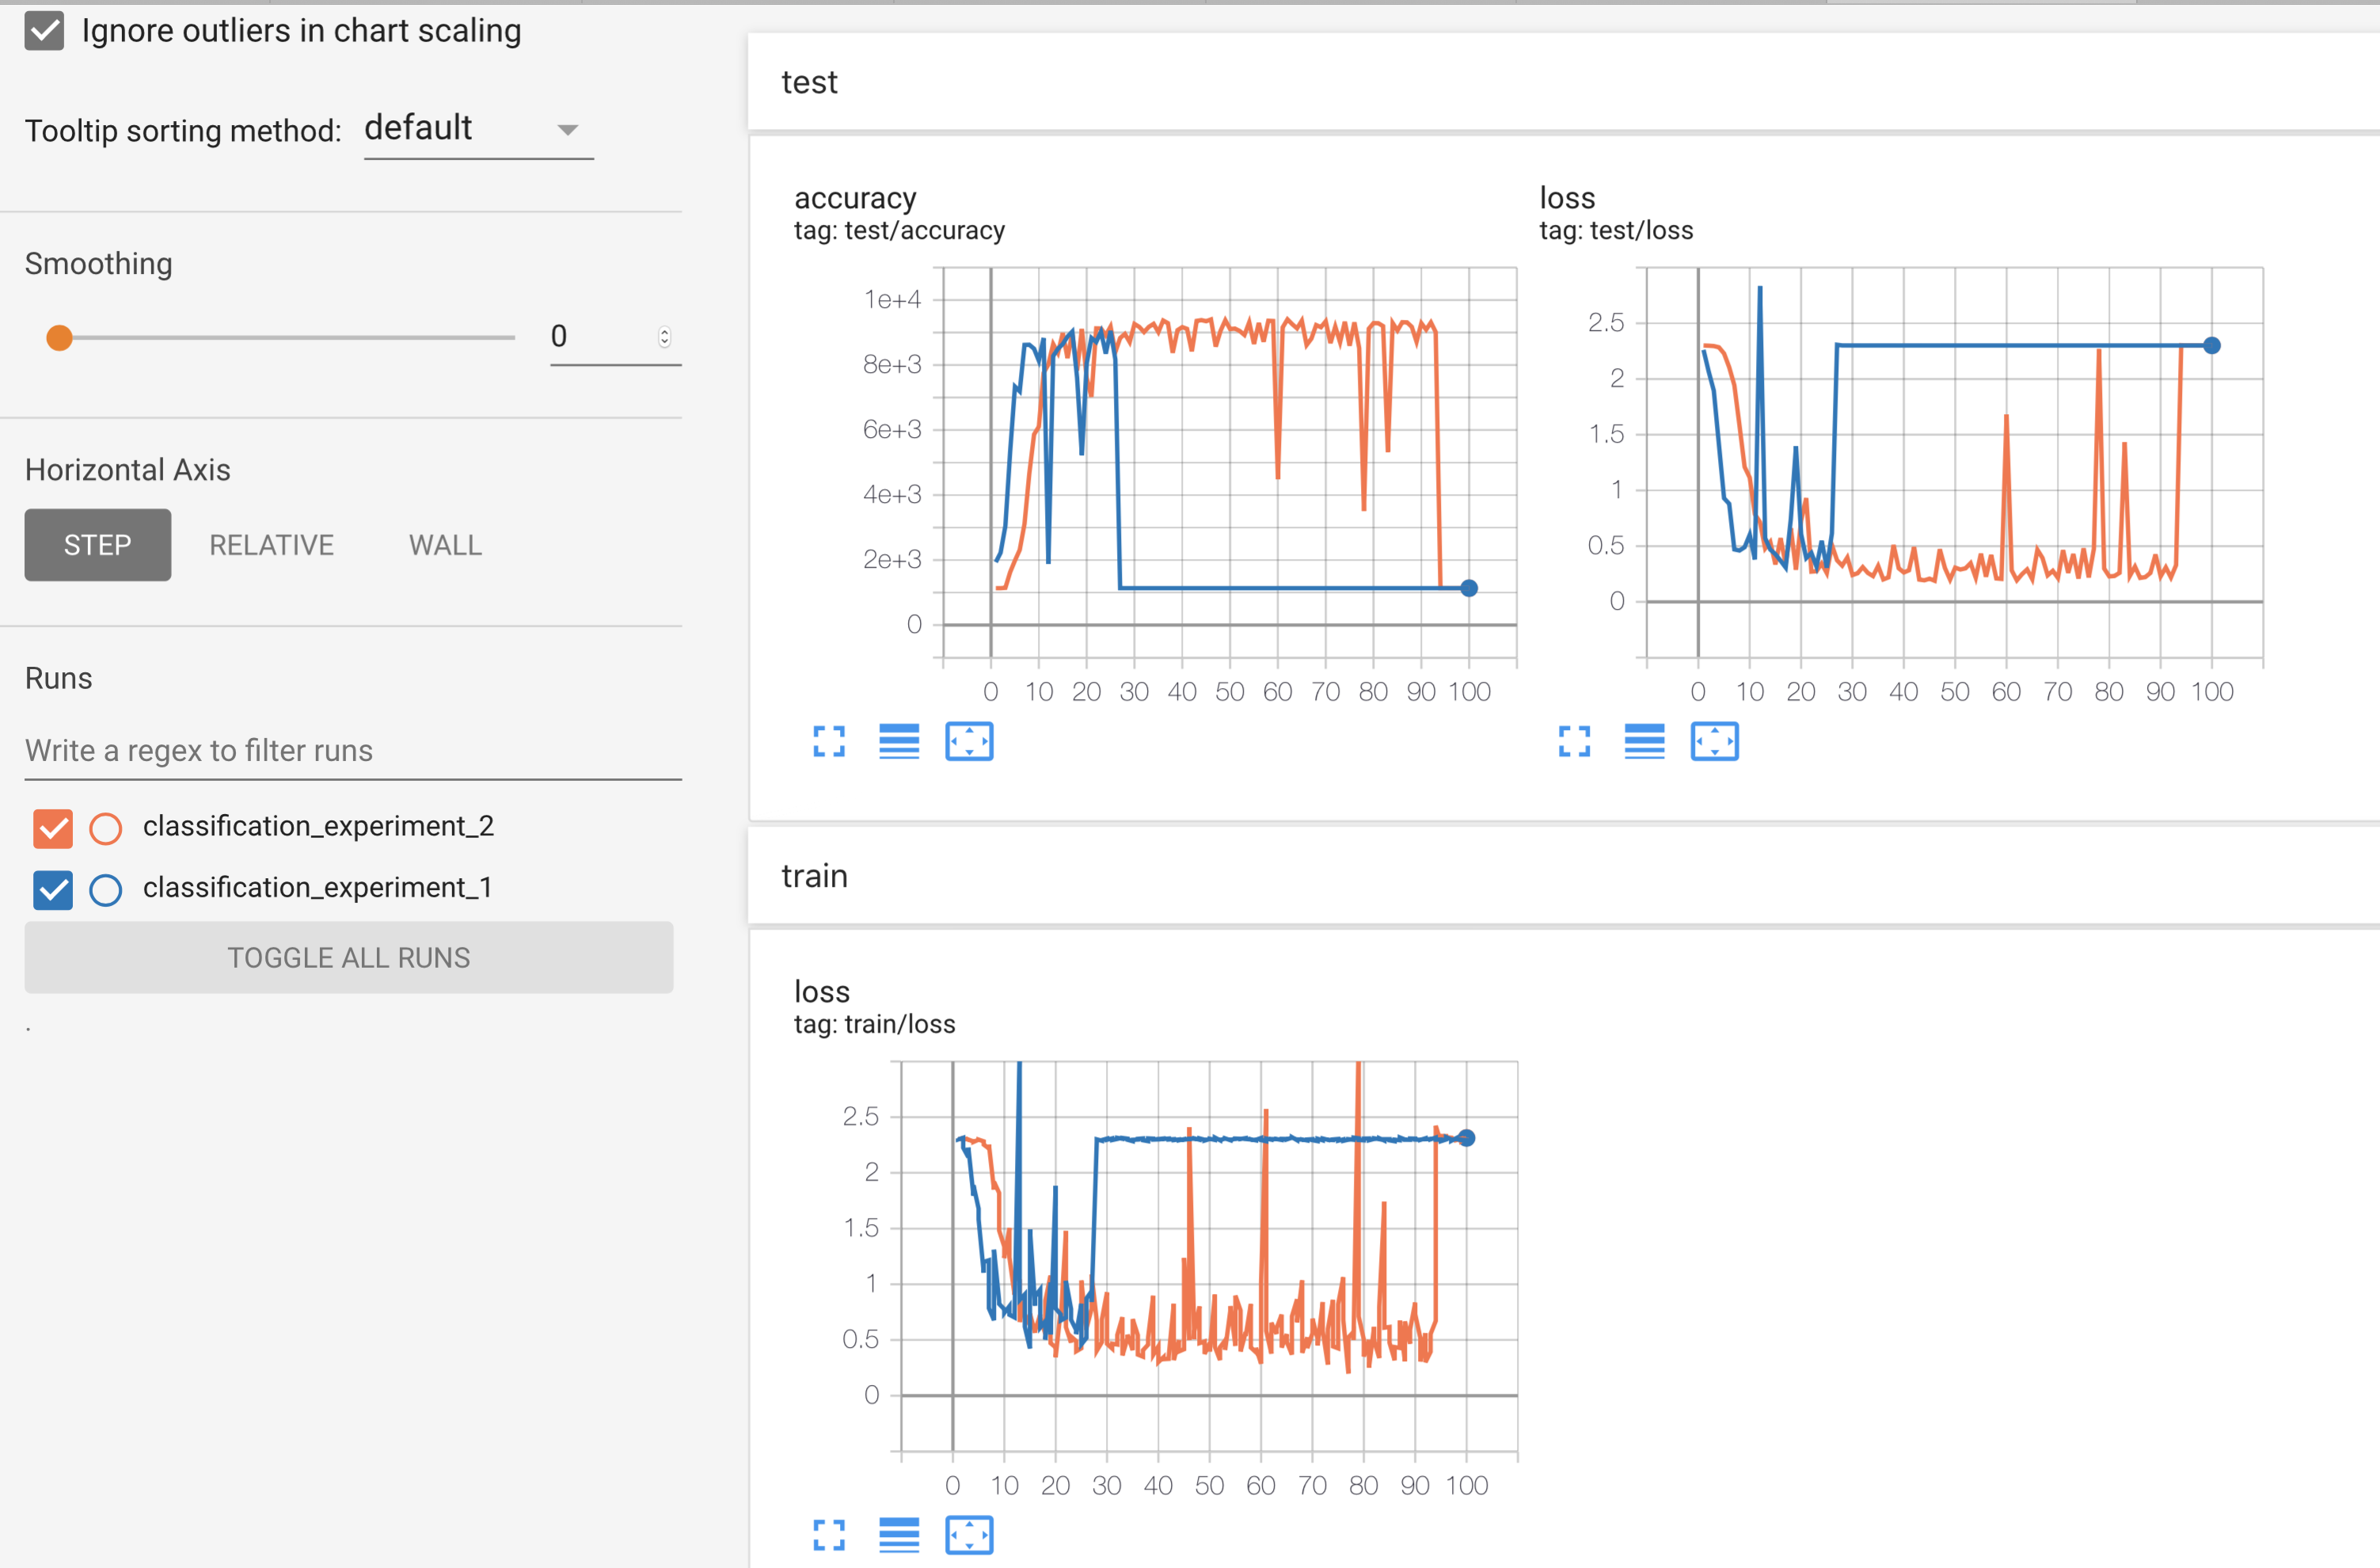 Ignore outliers in chart scaling
Tooltip sorting method: default
Smoothing
0
Horizontal Axis
STEP RELATIVE WALL
Runs
Write a regex to filter runs
classification_experiment_2
classification_experiment_1
TOGGLE ALL RUNS
.
test
accuracy
tag: test/accuracy
1e+4
8e+3
6e+3
4e+3
2e+3
0
0 10 20 30 40 50 60 70 80 90 100
loss
tag: test/loss
2.5
2
1.5
1
0.5
0
0 10 20 30 40 50 60 70 80 90 100
train
loss
tag: train/loss
2.5
2
1.5
1
0.5
0
0 10 20 30 40 50 60 70 80 90 100